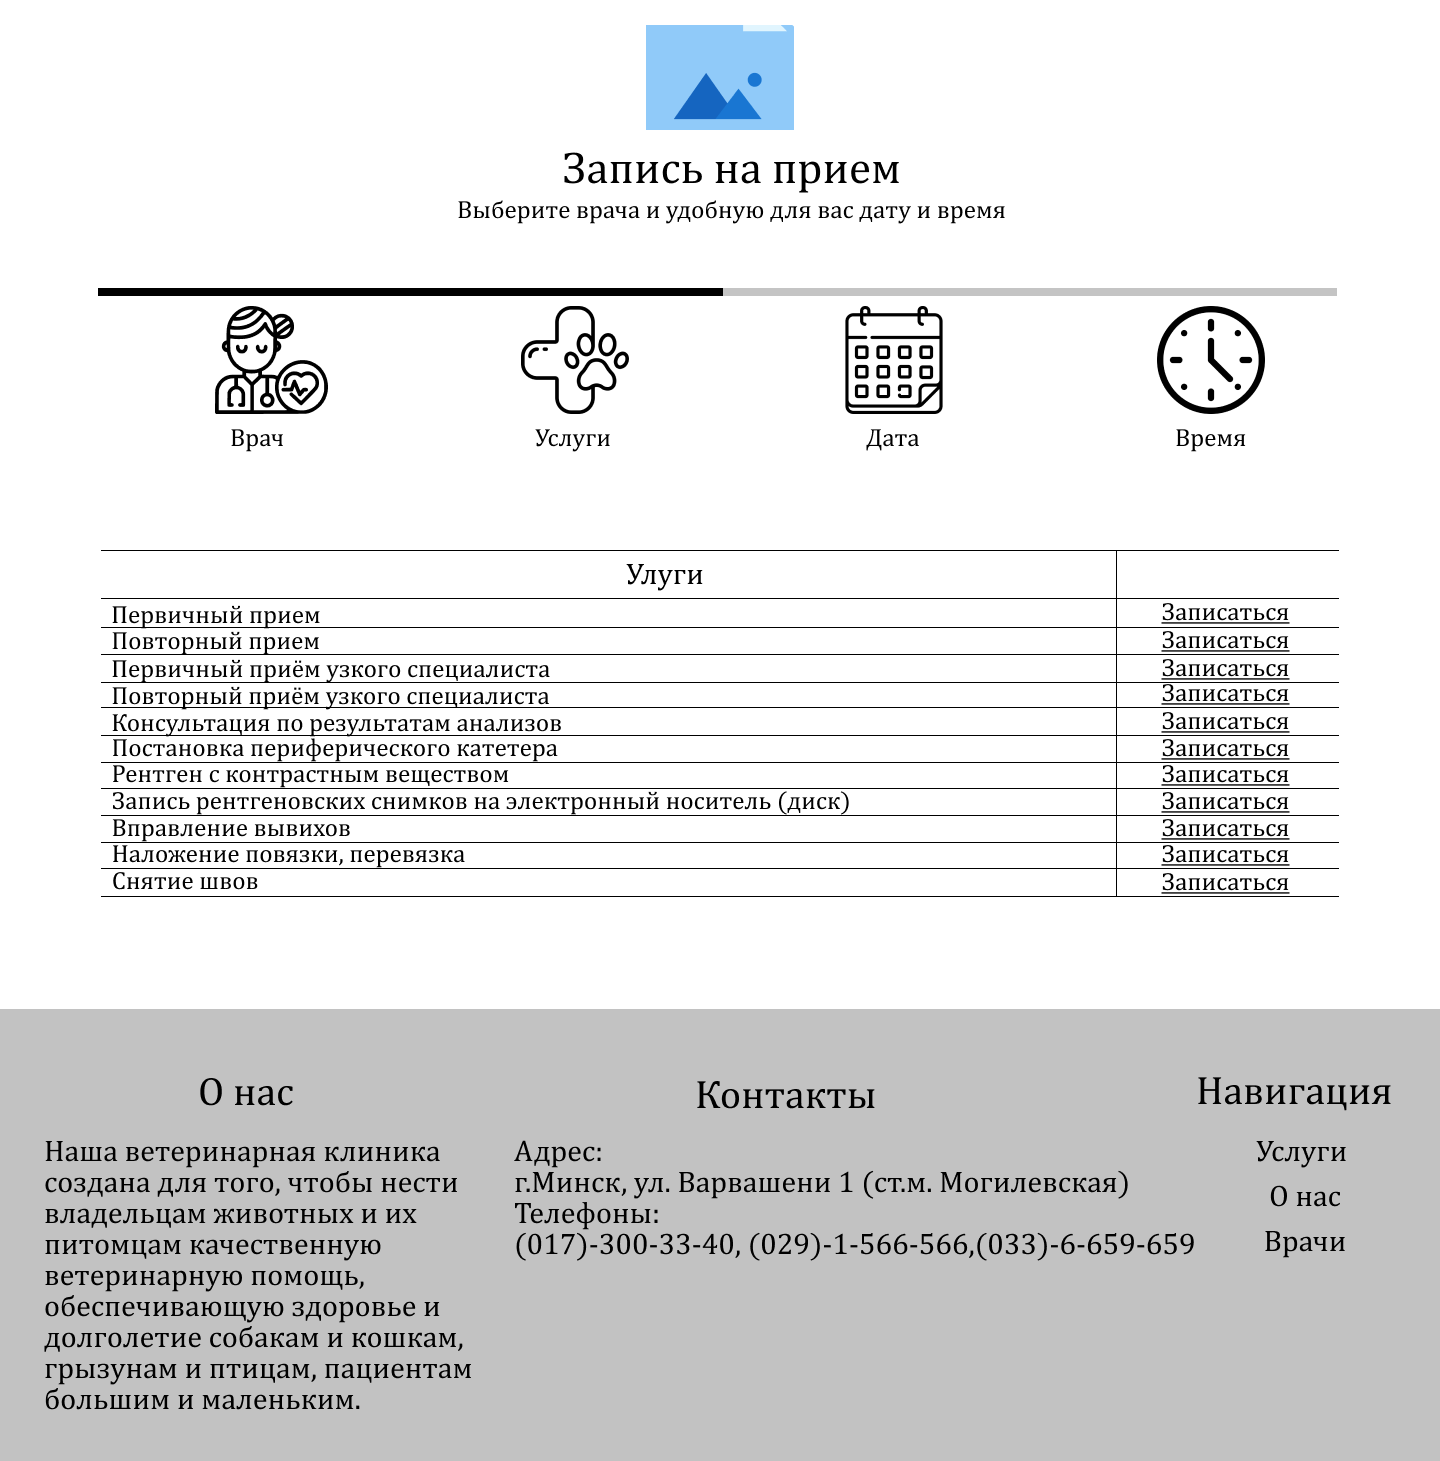 Запись на прием
Выберите врача и удобную для вас дату и время
Врач
Услуги
Дата
Время
Улуги
Первичный прием Записаться
Повторный прием Записаться
Первичный приём узкого специалиста Записаться
Повторный приём узкого специалиста Записаться
Консультация по результатам анализов Записаться
Постановка периферического катетера Записаться
Рентген с контрастным веществом Записаться
Запись рентгеновских снимков на электронный носитель (диск) Записаться
Вправление вывихов Записаться
Наложение повязки, перевязка Записаться
Снятие швов Записаться
О нас
Наша ветеринарная клиника
создана для того, чтобы нести
владельцам животных и их
питомцам качественную
ветеринарную помощь,
обеспечивающую здоровье и
долголетие собакам и кошкам,
грызунам и птицам, пациентам
большим и маленьким.
Контакты
Адрес:
г.Минск, ул. Варвашени 1 (ст.м. Могилевская)
Телефоны:
(017)-300-33-40, (029)-1-566-566,(033)-6-659-659
Навигация
Услуги
О нас
Врачи